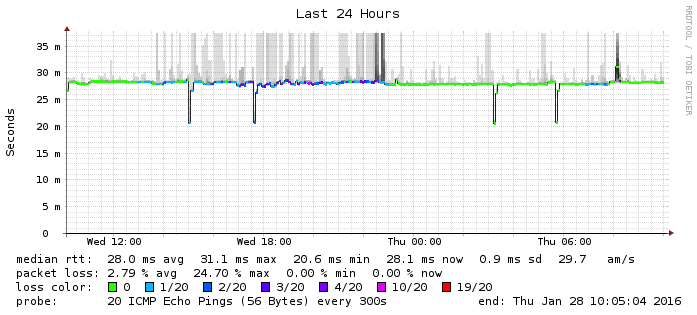 Last 24 Hours
RRDTOOL / TOBI OETIKER
Seconds
35 m
30 m
25 m
20 m
15 m
10 m
5 m
0
Wed 12:00 Wed 18:00 Thu 00:00 Thu 06:00
median rtt: 28.0 ms avg 31.1 ms max 20.6 ms min 28.1 ms now 0.9 ms sd 29.7 am/s
packet loss: 2.79 % avg 24.70 % max 0.00 % min 0.00 % now
loss color: 0 1/20 2/20 3/20 4/20 10/20 19/20
probe: 20 ICMP Echo Pings (56 Bytes) every 300s end: Thu Jan 28 10:05:04 2016